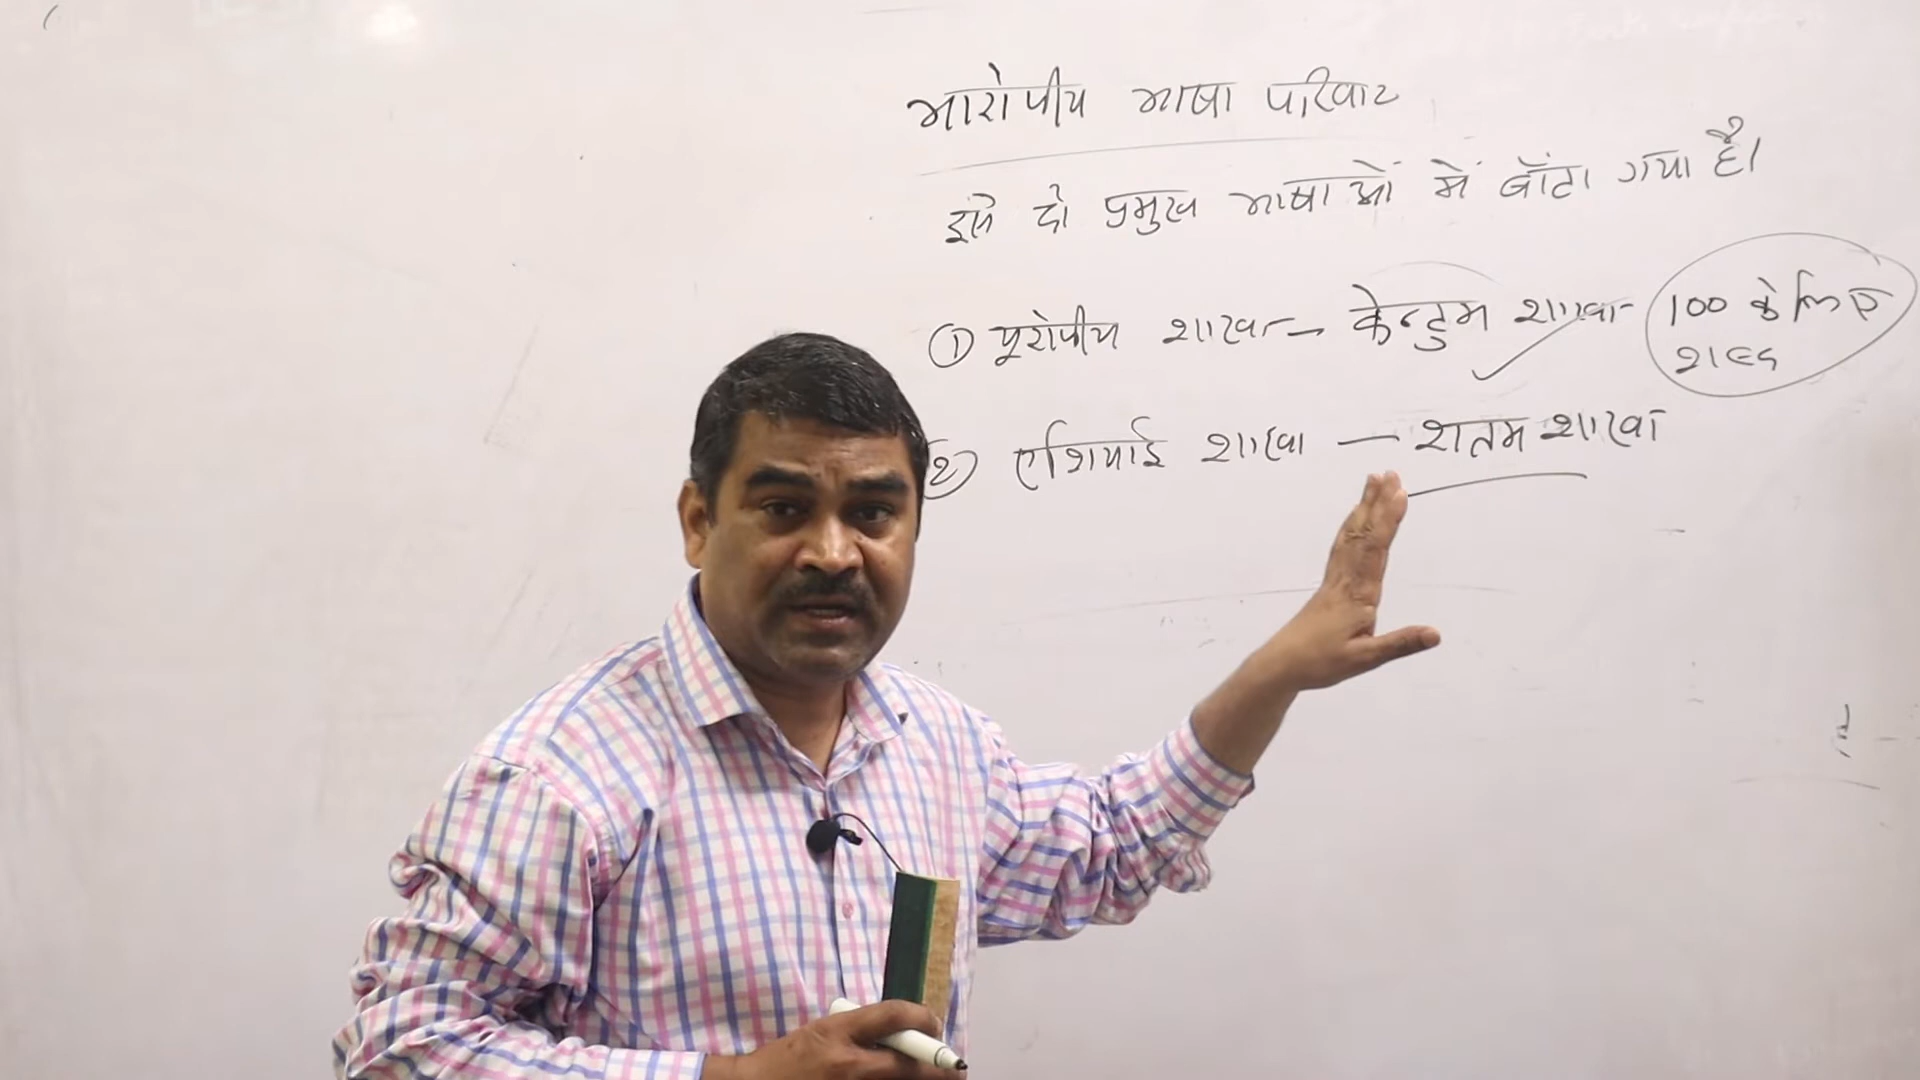 भारोपीय भाषा परिवार
इसे दो प्रमुख भाषाओं में बाँटा गया है।
① यूरोपीय शाखा - केन्टुम शाखा - 100 के लिए शब्द
② एशियाई शाखा — शतम शाखा